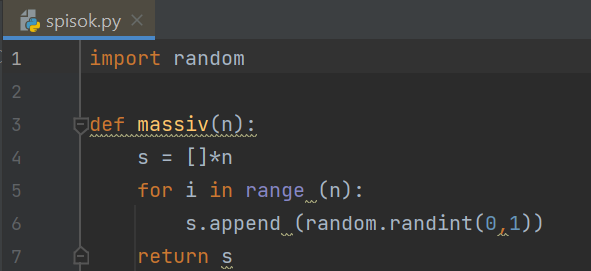 spisok.py
1 import random
2
3 def massiv(n):
4 s = []*n
5 for i in range (n):
6 s.append (random.randint(0,1))
7 return s